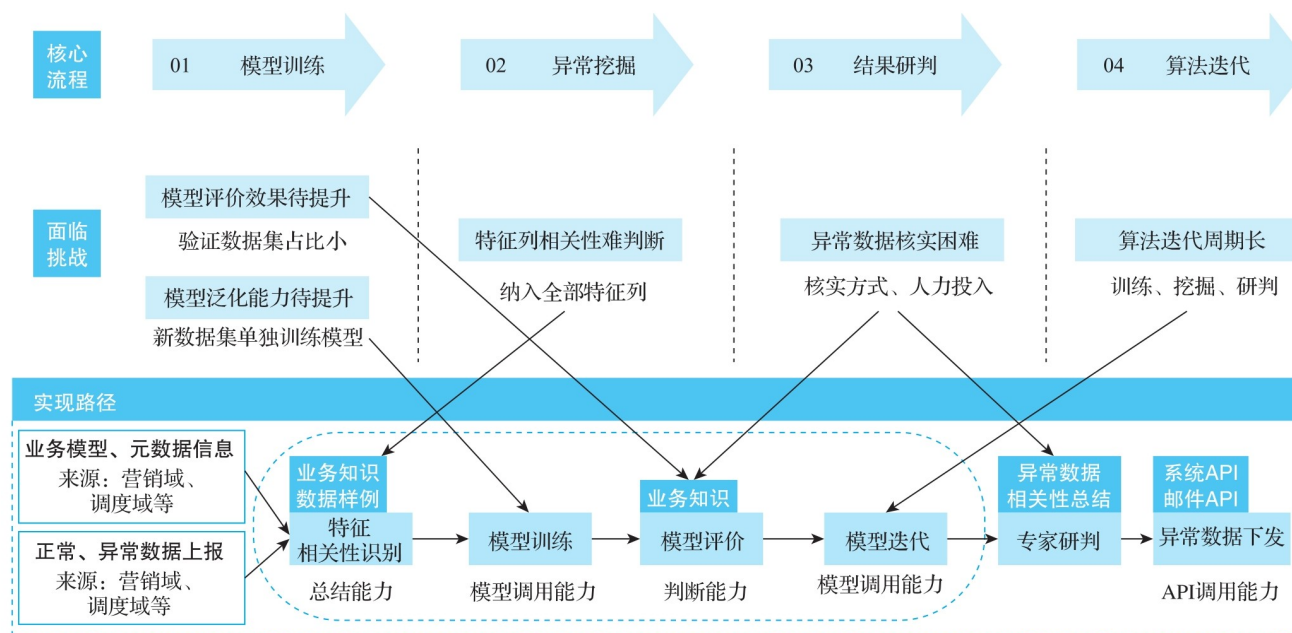 核心
流程
01 模型训练
02 异常挖掘
03 结果研判
04 算法迭代
面临
挑战
模型评价效果待提升
验证数据集占比小
模型泛化能力待提升
新数据集单独训练模型
特征列相关性难判断
纳入全部特征列
异常数据核实困难
核实方式、人力投入
算法迭代周期长
训练、挖掘、研判
实现路径
业务模型、元数据信息
来源：营销域、
调度域等
正常、异常数据上报
来源：营销域、
调度域等
业务知识
数据样例
特征
相关性识别
总结能力
模型训练
模型调用能力
业务知识
模型评价
判断能力
模型迭代
模型调用能力
异常数据
相关性总结
专家研判
系统API
邮件API
异常数据下发
API调用能力